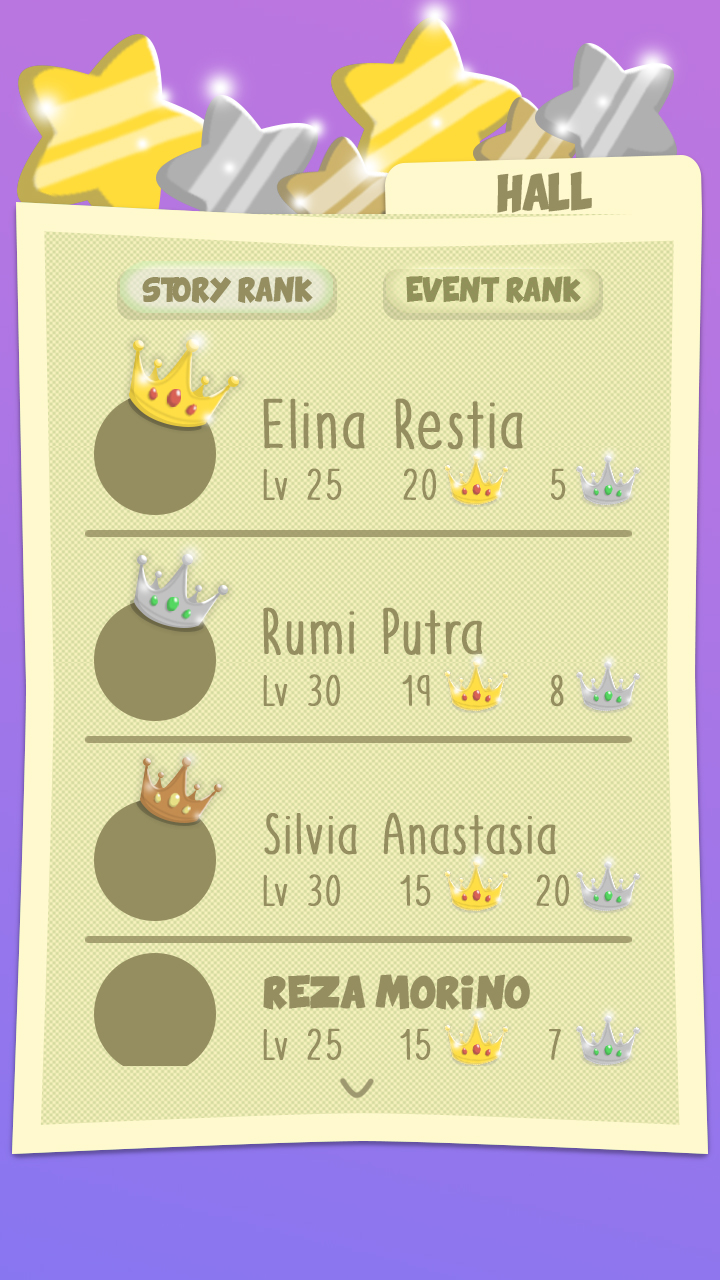 HALL
STORY RANK EVENT RANK
Elina Restia
Lv 25 20 5
Rumi Putra
Lv 30 19 8
Silvia Anastasia
Lv 30 15 20
REZA MORiNO
Lv 25 15 7